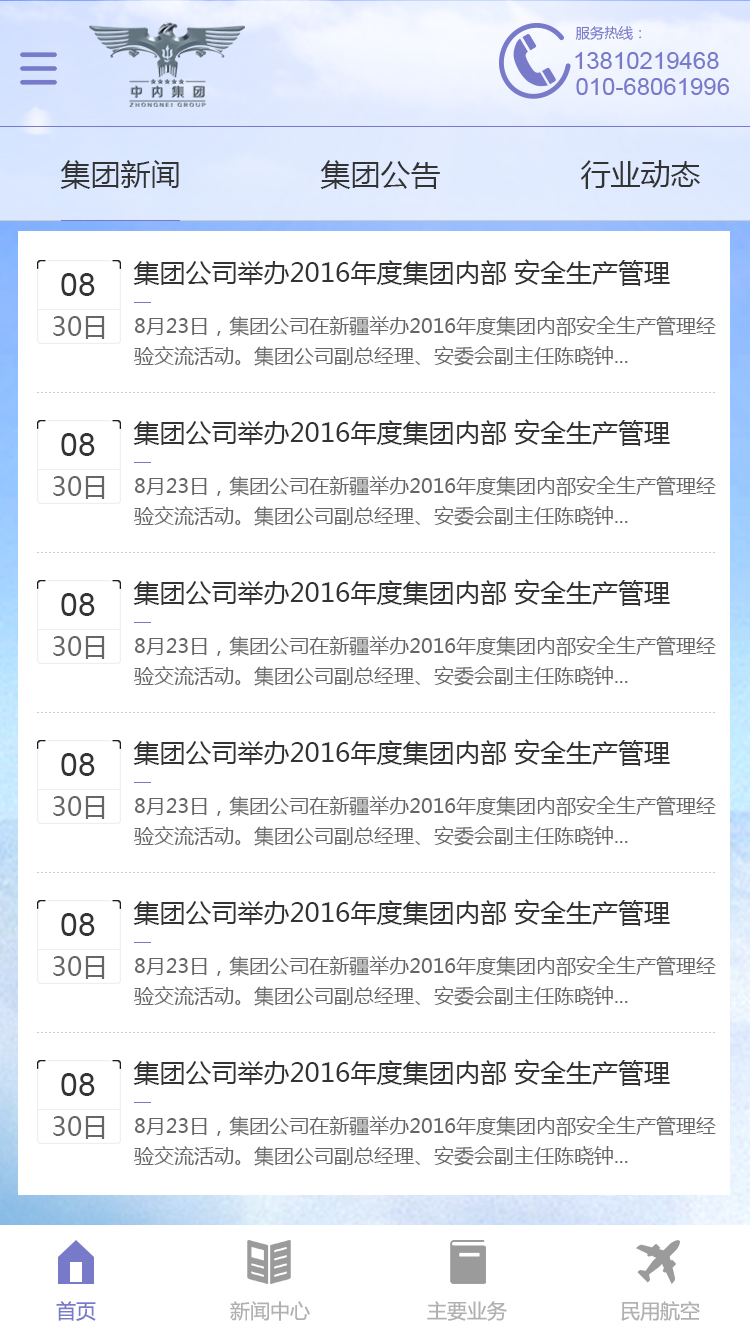 服务热线：
13810219468
010-68061996
中内集团
ZHONGNEI GROUP
集团新闻 集团公告 行业动态
08 集团公司举办2016年度集团内部 安全生产管理
30日 8月23日，集团公司在新疆举办2016年度集团内部安全生产管理经
验交流活动。集团公司副总经理、安委会副主任陈晓钟...
08 集团公司举办2016年度集团内部 安全生产管理
30日 8月23日，集团公司在新疆举办2016年度集团内部安全生产管理经
验交流活动。集团公司副总经理、安委会副主任陈晓钟...
08 集团公司举办2016年度集团内部 安全生产管理
30日 8月23日，集团公司在新疆举办2016年度集团内部安全生产管理经
验交流活动。集团公司副总经理、安委会副主任陈晓钟...
08 集团公司举办2016年度集团内部 安全生产管理
30日 8月23日，集团公司在新疆举办2016年度集团内部安全生产管理经
验交流活动。集团公司副总经理、安委会副主任陈晓钟...
08 集团公司举办2016年度集团内部 安全生产管理
30日 8月23日，集团公司在新疆举办2016年度集团内部安全生产管理经
验交流活动。集团公司副总经理、安委会副主任陈晓钟...
08 集团公司举办2016年度集团内部 安全生产管理
30日 8月23日，集团公司在新疆举办2016年度集团内部安全生产管理经
验交流活动。集团公司副总经理、安委会副主任陈晓钟...
首页 新闻中心 主要业务 民用航空